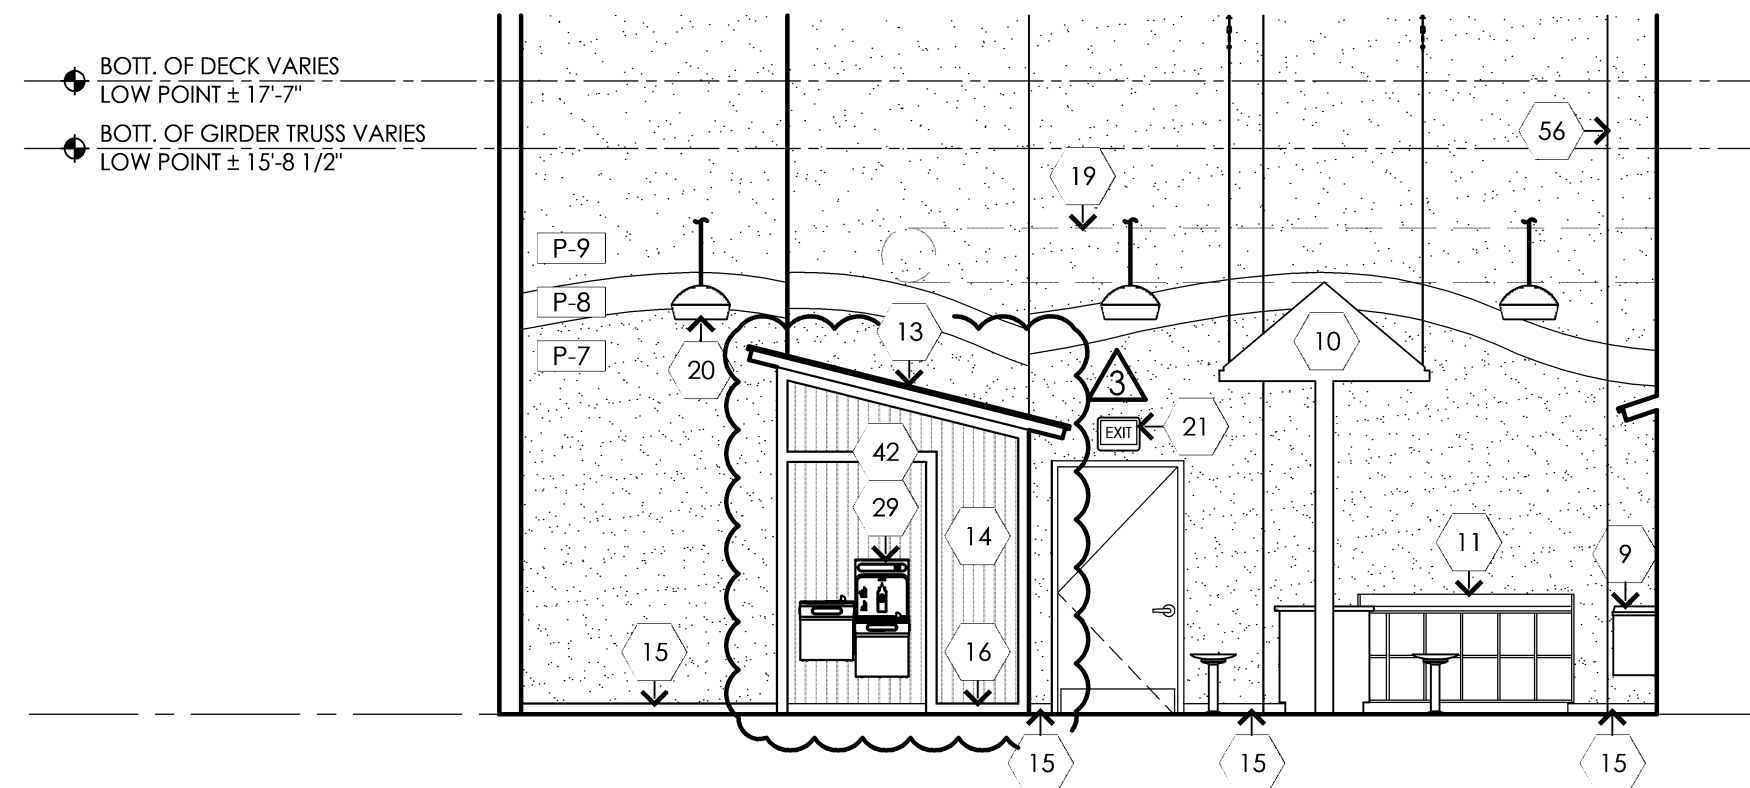 BOTT. OF DECK VARIES
LOW POINT ± 17'-7"
BOTT. OF GIRDER TRUSS VARIES
LOW POINT ± 15'-8 1/2"
56
19
P-9
P-8
13
P-7
20
10
3
EXIT
21
42
29
14
11
9
15
16
15
15
15